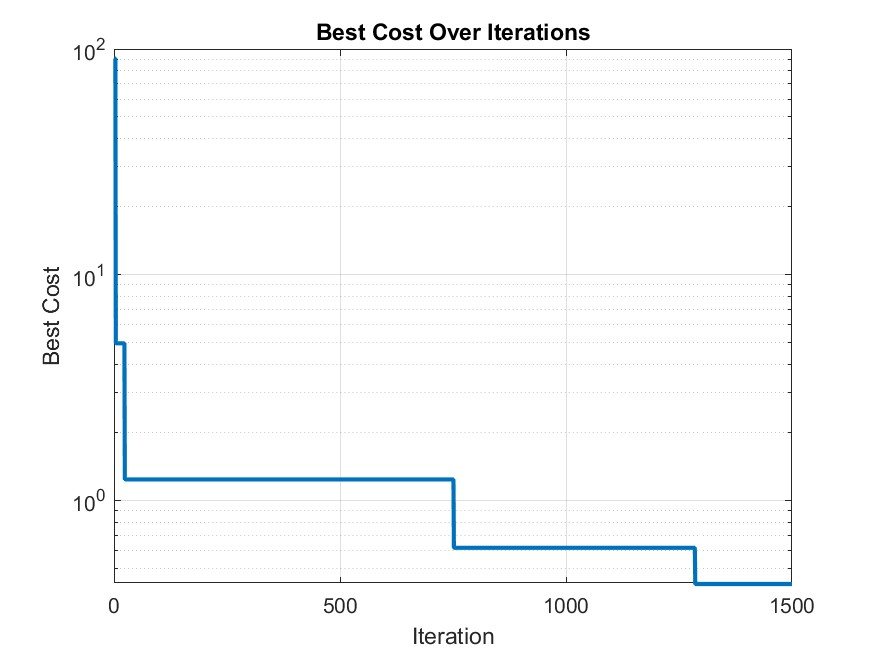 Best Cost Over Iterations
10^2
10^1
10^0
Best Cost
0 500 1000 1500
Iteration